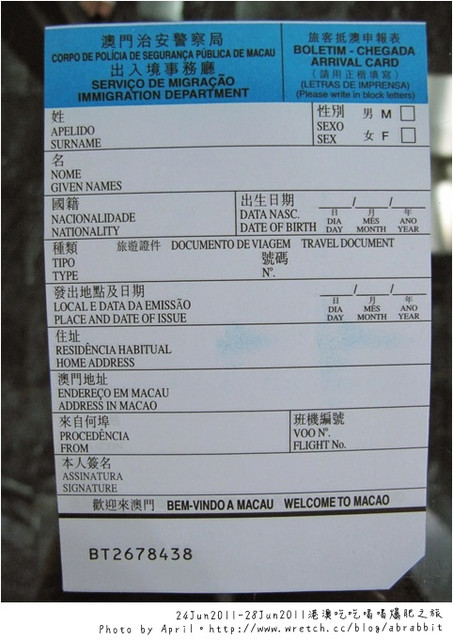 澳門治安警察局
CORPO DE POLÍCIA DE SEGURANÇA PÚBLICA DE MACAU
出入境事務廳
SERVIÇO DE MIGRAÇÃO
IMMIGRATION DEPARTMENT
旅客抵澳申報表
BOLETIM - CHEGADA
ARRIVAL CARD
(請用正楷填寫)
(LETRAS DE IMPRENSA)
(Please write in block letters)
姓
APELIDO
SURNAME
性別 男 M
SEXO
SEX 女 F
名
NOME
GIVEN NAMES
國籍
NACIONALIDADE
NATIONALITY
出生日期
DATA NASC.
DATE OF BIRTH
日 月 年
DIA MÊS ANO
DAY MONTH YEAR
種類 旅遊證件 DOCUMENTO DE VIAGEM TRAVEL DOCUMENT
TIPO
TYPE
號碼
Nº.
發出地點及日期
LOCAL E DATA DA EMISSÃO
PLACE AND DATE OF ISSUE
日 月 年
DIA MÊS ANO
DAY MONTH YEAR
住址
RESIDÊNCIA HABITUAL
HOME ADDRESS
澳門地址
ENDEREÇO EM MACAU
ADDRESS IN MACAO
來自何埠
PROCEDÊNCIA
FROM
班機編號
VOO Nº.
FLIGHT No.
本人簽名
ASSINATURA
SIGNATURE
歡迎來澳門 BEM-VINDO A MACAU WELCOME TO MACAO
BT2678438
24Jun2011-28Jun2011港澳吃吃喝喝爆肥之旅
Photo by April。http://www.wretch.cc/blog/abrabbit